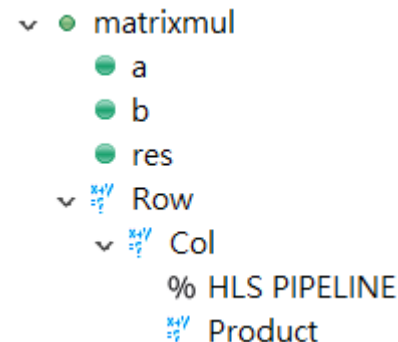 matrixmul
a
b
res
Row
Col
% HLS PIPELINE
Product